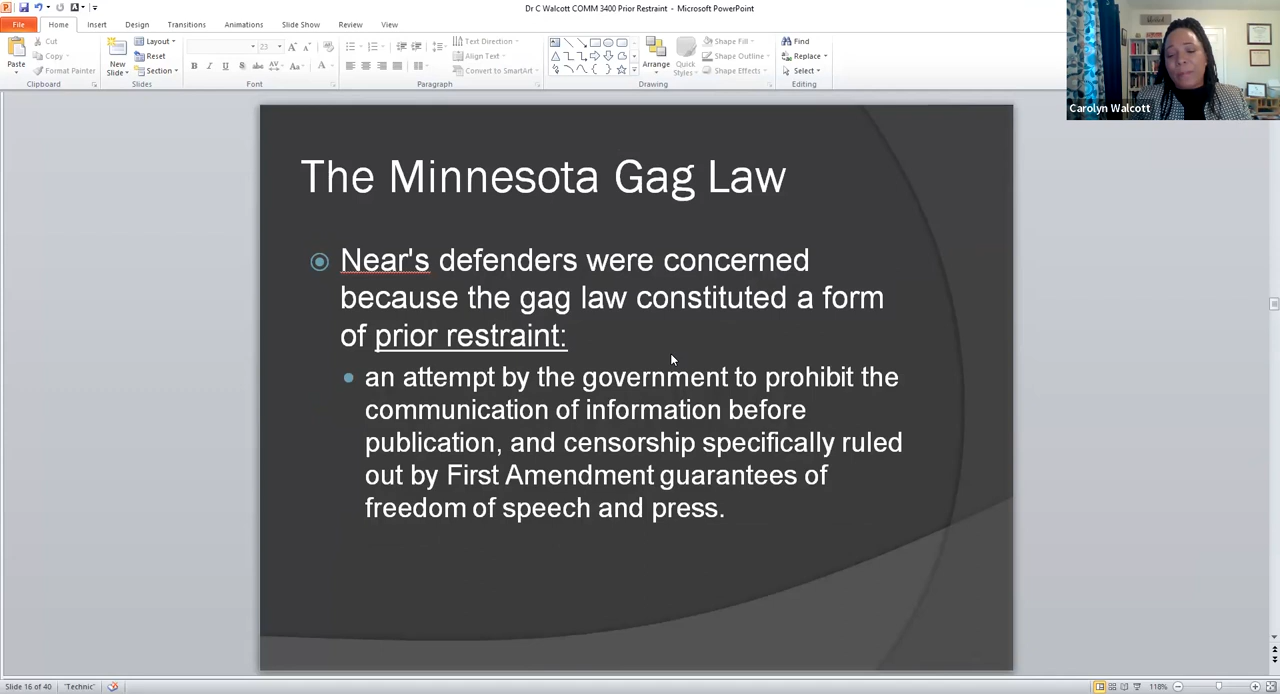 Dr C Walcott COMM 3400 Prior Restraint - Microsoft PowerPoint
File Home Insert Design Transitions Animations Slide Show Review View
Cut
Copy
Format Painter
Paste
Clipboard
New
Slide
Layout
Reset
Section
Slides
23
Font
Text Direction
Align Text
Convert to SmartArt
Paragraph
Arrange
Quick
Styles
Shape Fill
Shape Outline
Shape Effects
Drawing
Find
Replace
Select
Editing
Carolyn Walcott
The Minnesota Gag Law
Near's defenders were concerned
because the gag law constituted a form
of prior restraint:
an attempt by the government to prohibit the
communication of information before
publication, and censorship specifically ruled
out by First Amendment guarantees of
freedom of speech and press.
Slide 16 of 40 "Technic" 118%